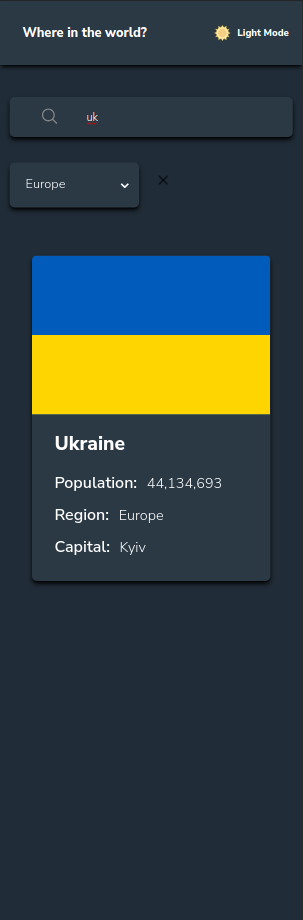 Where in the world?
Light Mode
uk
Europe
Ukraine
Population: 44,134,693
Region: Europe
Capital: Kyiv